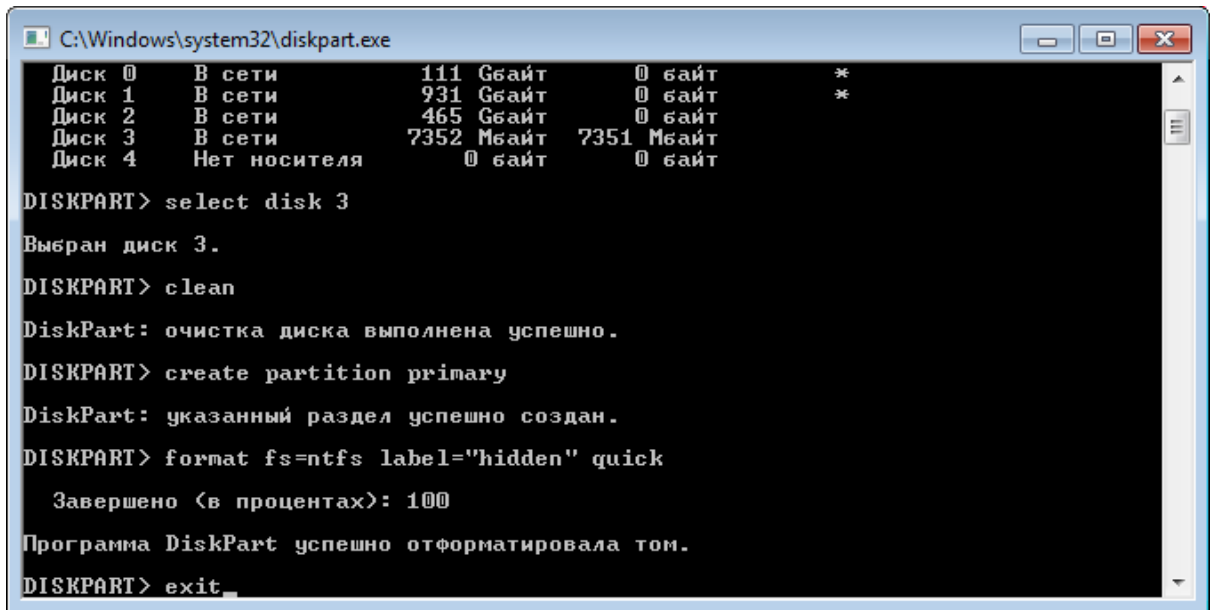 C:\Windows\system32\diskpart.exe
Диск 0 В сети 111 Gбайт 0 байт *
Диск 1 В сети 931 Gбайт 0 байт *
Диск 2 В сети 465 Gбайт 0 байт
Диск 3 В сети 7352 Mбайт 7351 Mбайт
Диск 4 Нет носителя 0 байт 0 байт
DISKPART> select disk 3
Выбран диск 3.
DISKPART> clean
DiskPart: очистка диска выполнена успешно.
DISKPART> create partition primary
DiskPart: указанный раздел успешно создан.
DISKPART> format fs=ntfs label="hidden" quick
Завершено (в процентах): 100
Программа DiskPart успешно отформатировала том.
DISKPART> exit_